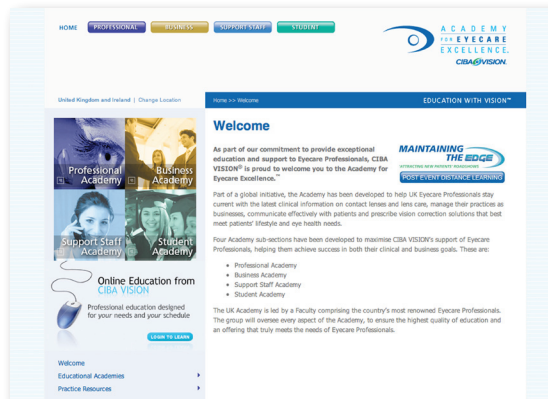 HOME
PROFESSIONAL
BUSINESS
SUPPORT STAFF
STUDENT
ACADEMY
FOR EYECARE
EXCELLENCE.
CIBA VISION.
United Kingdom and Ireland | Change Location
Home >> Welcome
EDUCATION WITH VISION™
Professional
Academy
Business
Academy
Support Staff
Academy
Student
Academy
Online Education from
CIBA VISION
Professional education designed
for your needs and your schedule
LOGIN TO LEARN
Welcome
Educational Academies
Practice Resources
Welcome
As part of our commitment to provide exceptional
education and support to Eyecare Professionals, CIBA
VISION® is proud to welcome you to the Academy for
Eyecare Excellence.™
MAINTAINING
THE EDGE
ATTRACTING NEW PATIENTS' MASTERCLASS
POST EVENT DISTANCE LEARNING
Part of a global initiative, the Academy has been developed to help UK Eyecare Professionals stay
current with the latest clinical information on contact lenses and lens care, manage their practices as
businesses, communicate effectively with patients and prescribe vision correction solutions that best
meet patients' lifestyle and eye health needs.
Four Academy sub-sections have been developed to maximise CIBA VISION's support of Eyecare
Professionals, helping them achieve success in both their clinical and business goals. These are:
• Professional Academy
• Business Academy
• Support Staff Academy
• Student Academy
The UK Academy is led by a Faculty comprising the country's most renowned Eyecare Professionals.
The group will oversee every aspect of the Academy, to ensure the highest quality of education and
an offering that truly meets the needs of Eyecare Professionals.